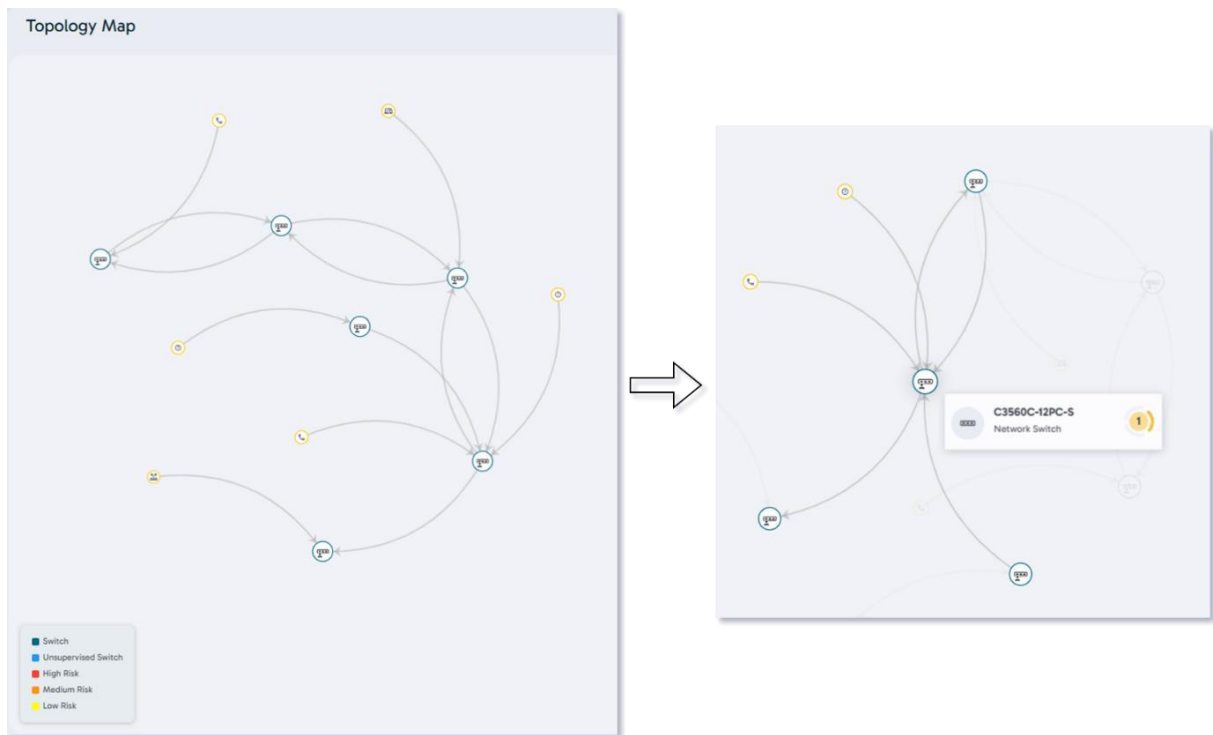 Topology Map
Switch
Unsupervised Switch
High Risk
Medium Risk
Low Risk
C3560C-12PC-S
Network Switch
1